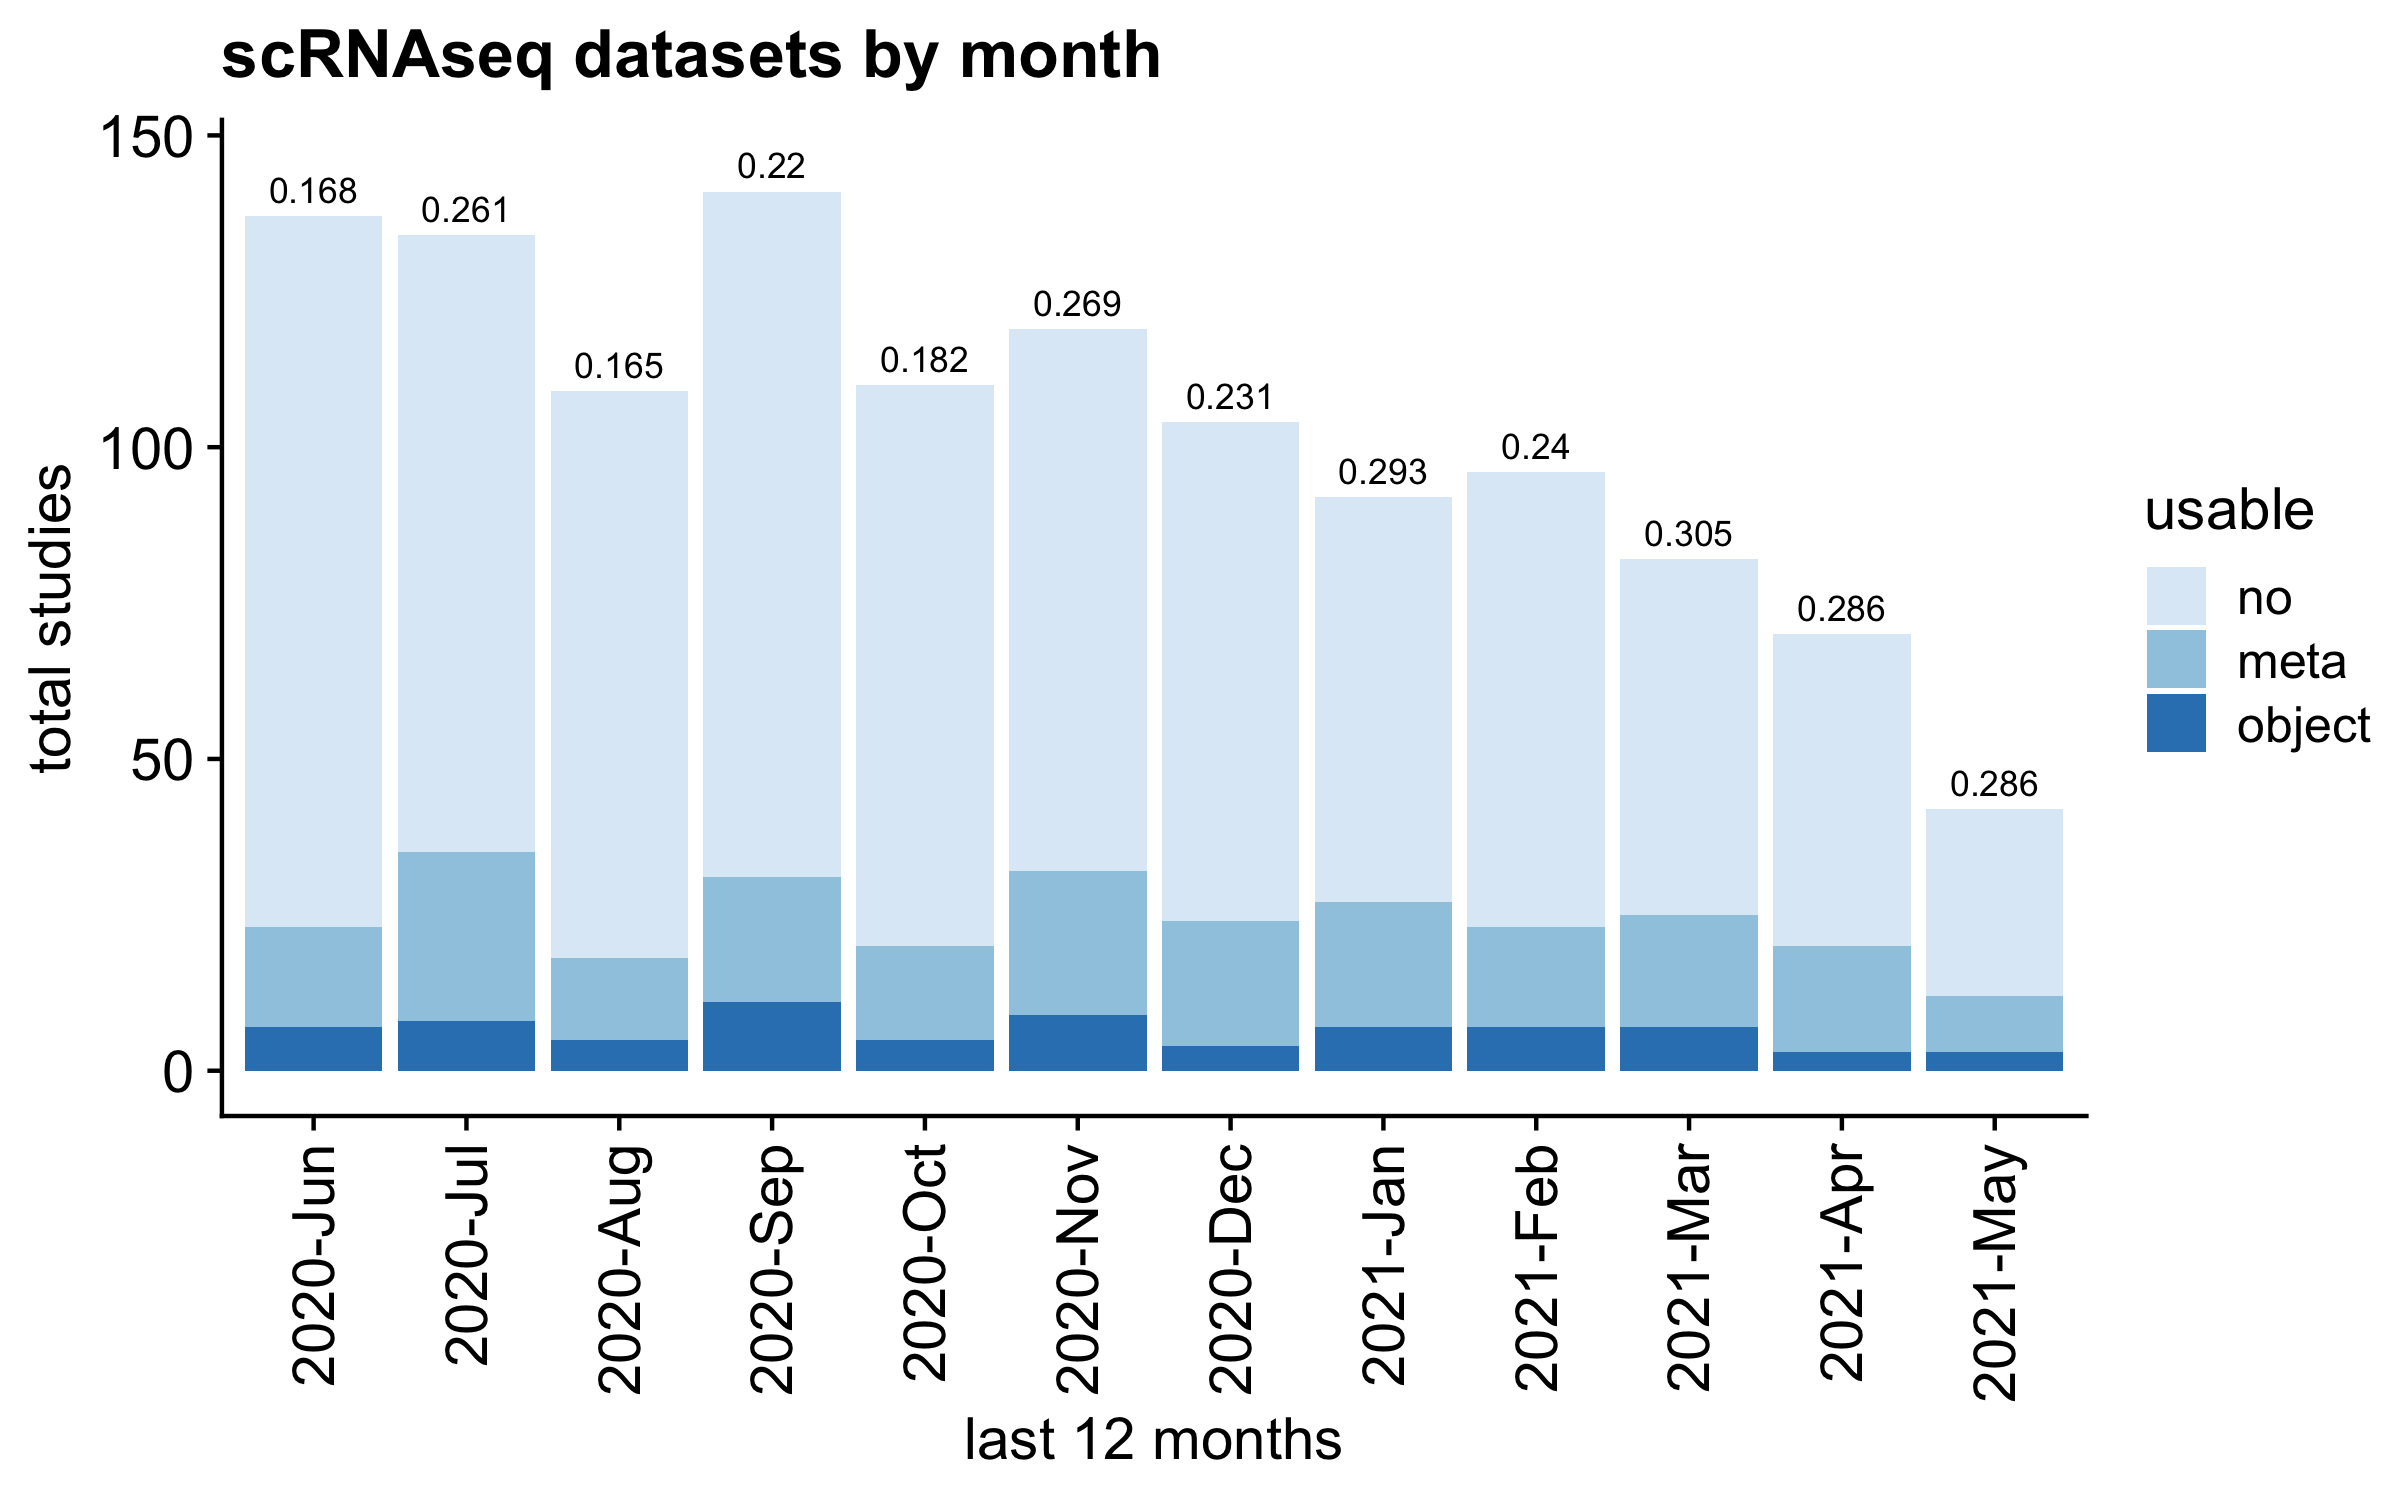 scRNAseq datasets by month
total studies
150
100
50
0
0.168
0.261
0.165
0.22
0.182
0.269
0.231
0.293
0.24
0.305
0.286
0.286
2020-Jun
2020-Jul
2020-Aug
2020-Sep
2020-Oct
2020-Nov
2020-Dec
2021-Jan
2021-Feb
2021-Mar
2021-Apr
2021-May
last 12 months
usable
no
meta
object